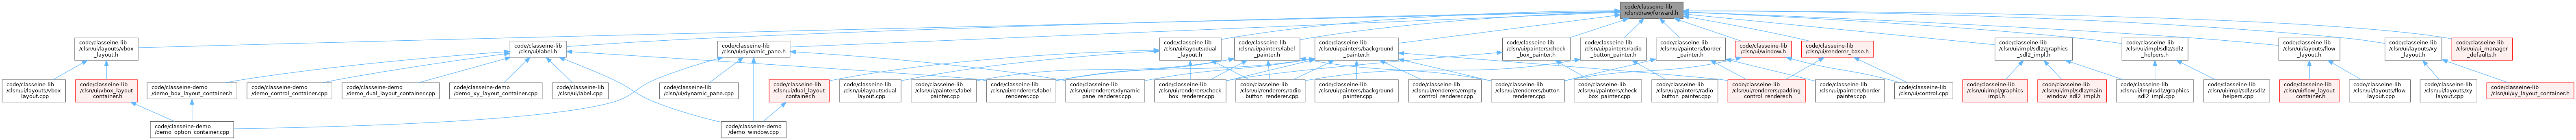 code/classeine-lib
/clsn/draw/forward.h
code/classeine-lib
/clsn/ui/layouts/vbox
_layout.h
code/classeine-lib
/clsn/ui/label.h
code/classeine-lib
/clsn/ui/dynamic_pane.h
code/classeine-lib
/clsn/ui/layouts/dual
_layout.h
code/classeine-lib
/clsn/ui/painters/label
_painter.h
code/classeine-lib
/clsn/ui/painters/background
_painter.h
code/classeine-lib
/clsn/ui/painters/check
_box_painter.h
code/classeine-lib
/clsn/ui/painters/radio
_button_painter.h
code/classeine-lib
/clsn/ui/painters/border
_painter.h
code/classeine-lib
/clsn/ui/window.h
code/classeine-lib
/clsn/ui/renderer_base.h
code/classeine-lib
/clsn/ui/impl/sdl2/graphics
_sdl2_impl.h
code/classeine-lib
/clsn/ui/impl/sdl2/sdl2
_helpers.h
code/classeine-lib
/clsn/ui/layouts/flow
_layout.h
code/classeine-lib
/clsn/ui/layouts/xy
_layout.h
code/classeine-lib
/clsn/ui/ui_manager
_defaults.h
code/classeine-lib
/clsn/ui/layouts/vbox
_layout.cpp
code/classeine-lib
/clsn/ui/vbox_layout
_container.h
code/classeine-demo
/demo_box_layout_container.h
code/classeine-demo
/demo_control_container.cpp
code/classeine-demo
/demo_dual_layout_container.cpp
code/classeine-demo
/demo_xy_layout_container.cpp
code/classeine-lib
/clsn/ui/label.cpp
code/classeine-lib
/clsn/ui/dynamic_pane.cpp
code/classeine-lib
/clsn/ui/dual_layout
_container.h
code/classeine-lib
/clsn/ui/layouts/dual
_layout.cpp
code/classeine-lib
/clsn/ui/painters/label
_painter.cpp
code/classeine-lib
/clsn/ui/renderers/label
_renderer.cpp
code/classeine-lib
/clsn/ui/renderers/dynamic
_pane_renderer.cpp
code/classeine-lib
/clsn/ui/renderers/check
_box_renderer.cpp
code/classeine-lib
/clsn/ui/renderers/radio
_button_renderer.cpp
code/classeine-lib
/clsn/ui/painters/background
_painter.cpp
code/classeine-lib
/clsn/ui/renderers/empty
_control_renderer.cpp
code/classeine-lib
/clsn/ui/renderers/button
_renderer.cpp
code/classeine-lib
/clsn/ui/painters/check
_box_painter.cpp
code/classeine-lib
/clsn/ui/painters/radio
_button_painter.cpp
code/classeine-lib
/clsn/ui/renderers/padding
_control_renderer.h
code/classeine-lib
/clsn/ui/painters/border
_painter.cpp
code/classeine-lib
/clsn/ui/control.cpp
code/classeine-lib
/clsn/ui/impl/graphics
_impl.h
code/classeine-lib
/clsn/ui/impl/sdl2/main
_window_sdl2_impl.h
code/classeine-lib
/clsn/ui/impl/sdl2/graphics
_sdl2_impl.cpp
code/classeine-lib
/clsn/ui/impl/sdl2/sdl2
_helpers.cpp
code/classeine-lib
/clsn/ui/flow_layout
_container.h
code/classeine-lib
/clsn/ui/layouts/flow
_layout.cpp
code/classeine-lib
/clsn/ui/layouts/xy
_layout.cpp
code/classeine-lib
/clsn/ui/xy_layout_container.h
code/classeine-demo
/demo_option_container.cpp
code/classeine-demo
/demo_window.cpp